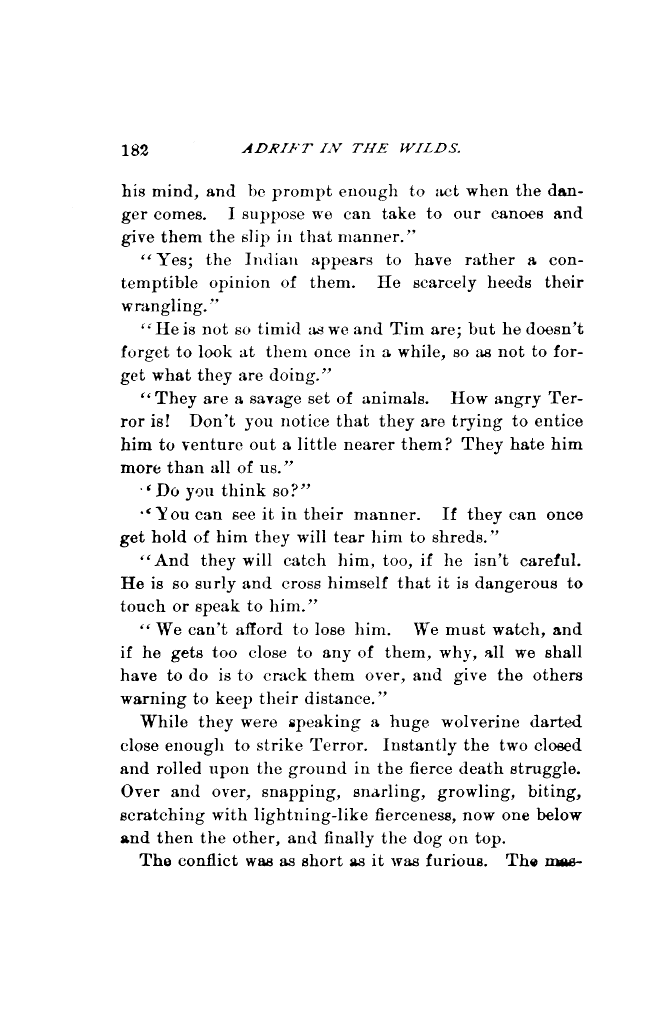 182 ADRIFT IN THE WILDS.
his mind, and be prompt enough to act when the dan-
ger comes. I suppose we can take to our canoes and
give them the slip in that manner.”
“Yes; the Indian appears to have rather a con-
temptible opinion of them. He scarcely heeds their
wrangling.”
“He is not so timid as we and Tim are; but he doesn’t
forget to look at them once in a while, so as not to for-
get what they are doing.”
“They are a savage set of animals. How angry Ter-
ror is! Don’t you notice that they are trying to entice
him to venture out a little nearer them? They hate him
more than all of us.”
“Do you think so?”
“You can see it in their manner. If they can once
get hold of him they will tear him to shreds.”
“And they will catch him, too, if he isn’t careful.
He is so surly and cross himself that it is dangerous to
touch or speak to him.”
“We can’t afford to lose him. We must watch, and
if he gets too close to any of them, why, all we shall
have to do is to crack them over, and give the others
warning to keep their distance.”
While they were speaking a huge wolverine darted
close enough to strike Terror. Instantly the two closed
and rolled upon the ground in the fierce death struggle.
Over and over, snapping, snarling, growling, biting,
scratching with lightning-like fierceness, now one below
and then the other, and finally the dog on top.
The conflict was as short as it was furious. The mas-